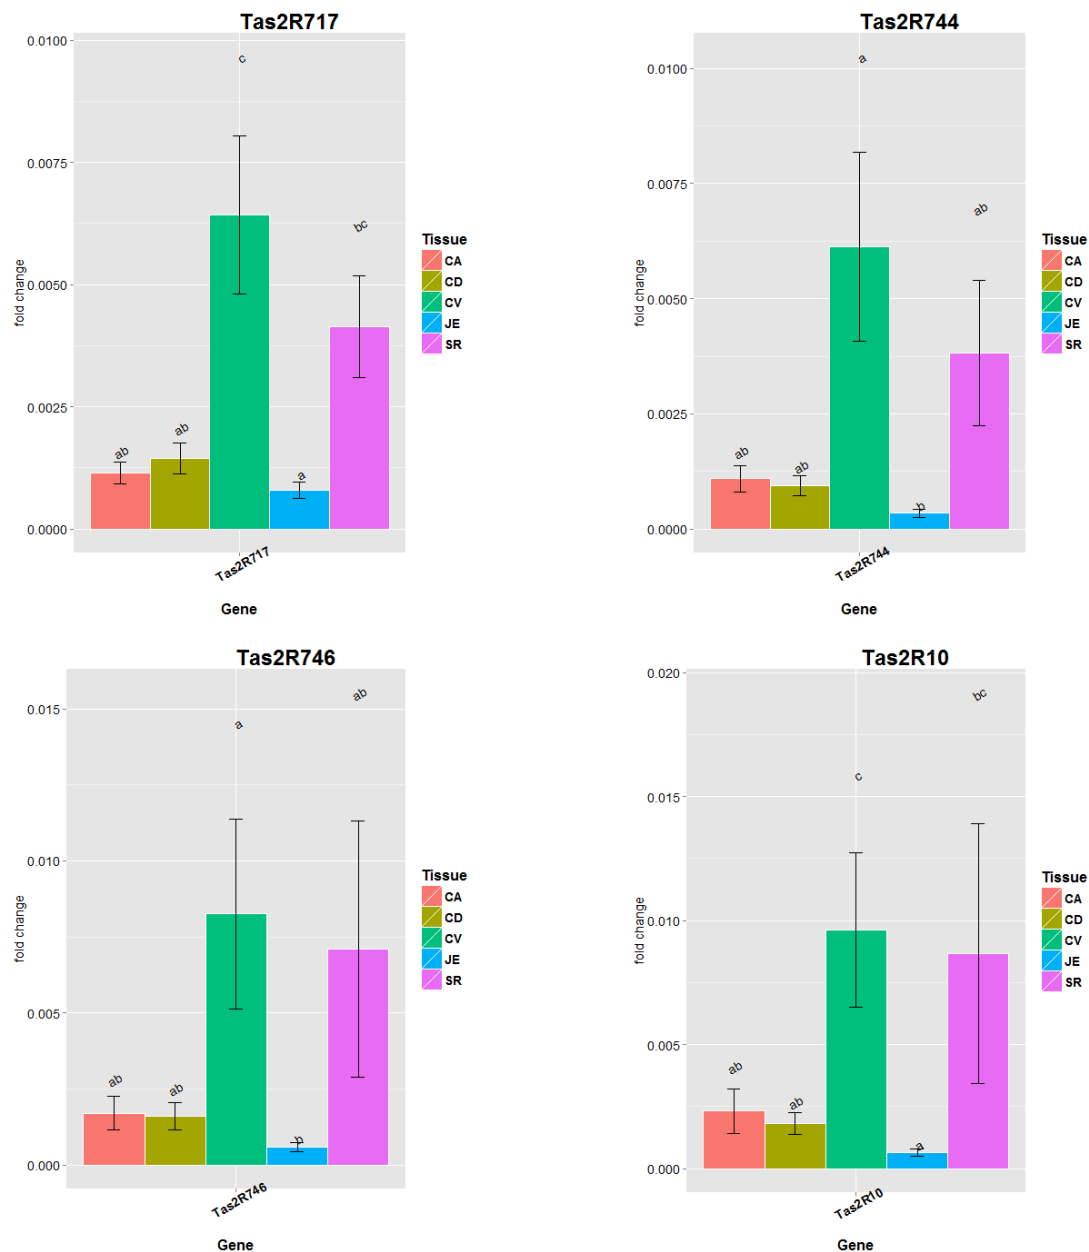 Tas2R717
0.0100
0.0075
0.0050
0.0025
0.0000
fold change
c
bc
ab
ab
a
Tas2R717
Gene
Tissue
CA
CD
CV
JE
SR
Tas2R744
0.0100
0.0075
0.0050
0.0025
0.0000
fold change
a
ab
ab
ab
b
Tas2R744
Gene
Tissue
CA
CD
CV
JE
SR
Tas2R746
0.015
0.010
0.005
0.000
fold change
ab
a
ab
ab
b
Tas2R746
Gene
Tissue
CA
CD
CV
JE
SR
Tas2R10
0.020
0.015
0.010
0.005
0.000
fold change
bc
c
ab
ab
a
Tas2R10
Gene
Tissue
CA
CD
CV
JE
SR